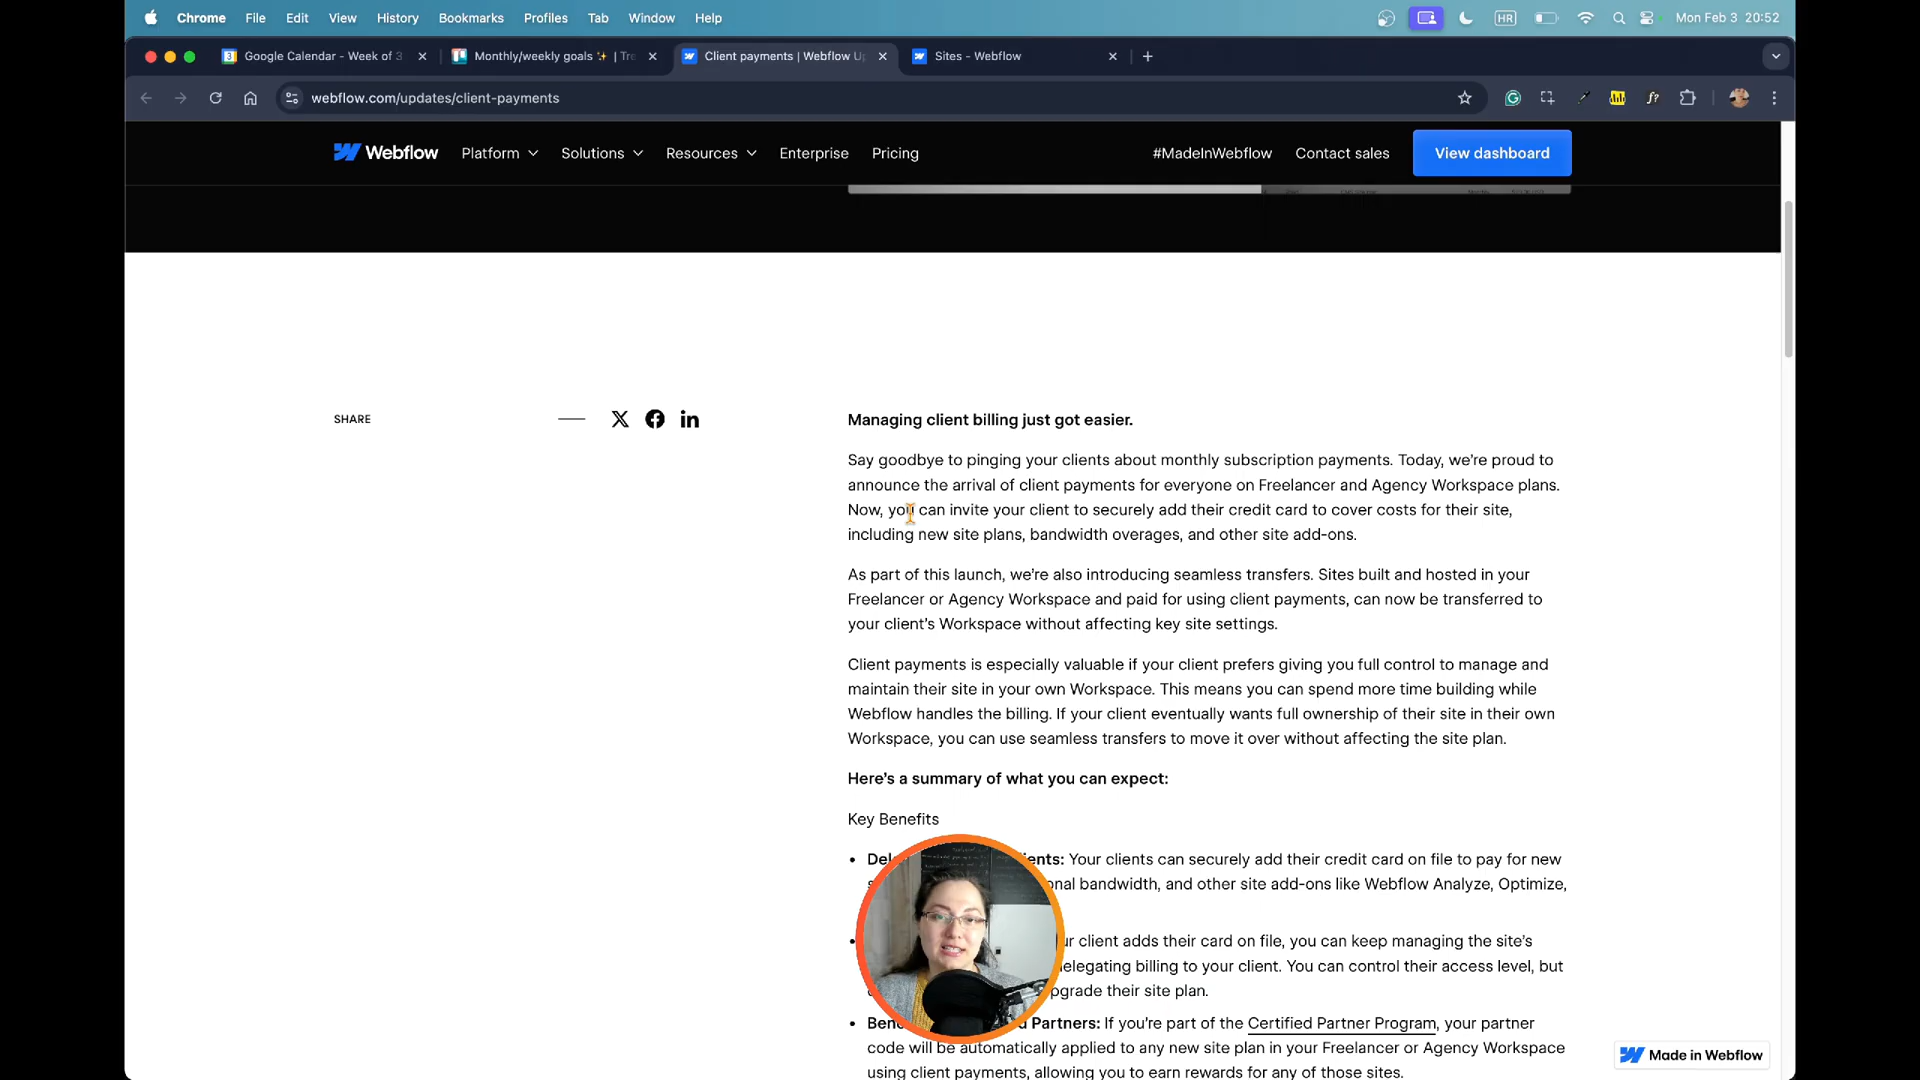 Chrome File Edit View History Bookmarks Profiles Tab Window Help HR Mon Feb 3 20:52
Google Calendar - Week of 3 Monthly/weekly goals ✨ | Tre Client payments | Webflow Up Sites - Webflow
webflow.com/updates/client-payments
Webflow Platform Solutions Resources Enterprise Pricing #MadeInWebflow Contact sales View dashboard
SHARE
Managing client billing just got easier.
Say goodbye to pinging your clients about monthly subscription payments. Today, we're proud to
announce the arrival of client payments for everyone on Freelancer and Agency Workspace plans.
Now, you can invite your client to securely add their credit card to cover costs for their site,
including new site plans, bandwidth overages, and other site add-ons.
As part of this launch, we're also introducing seamless transfers. Sites built and hosted in your
Freelancer or Agency Workspace and paid for using client payments, can now be transferred to
your client's Workspace without affecting key site settings.
Client payments is especially valuable if your client prefers giving you full control to manage and
maintain their site in your own Workspace. This means you can spend more time building while
Webflow handles the billing. If your client eventually wants full ownership of their site in their own
Workspace, you can use seamless transfers to move it over without affecting the site plan.
Here's a summary of what you can expect:
Key Benefits
ents: Your clients can securely add their credit card on file to pay for new
onal bandwidth, and other site add-ons like Webflow Analyze, Optimize,
client adds their card on file, you can keep managing the site's
elegating billing to your client. You can control their access level, but
pgrade their site plan.
Partners: If you're part of the Certified Partner Program, your partner
code will be automatically applied to any new site plan in your Freelancer or Agency Workspace
using client payments, allowing you to earn rewards for any of those sites.
Made in Webflow